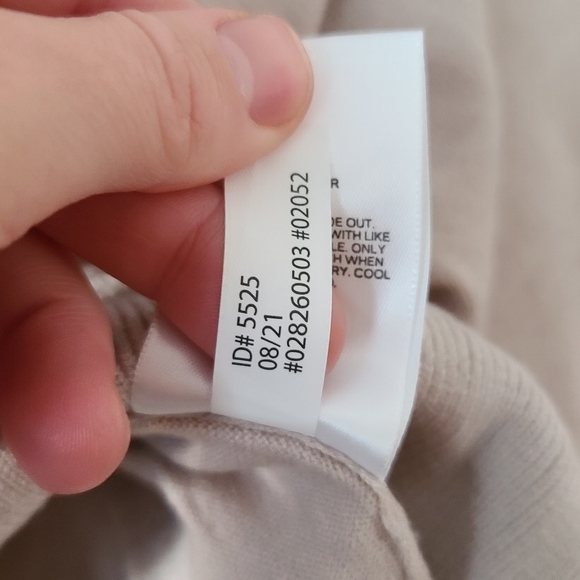 ID# 5525
08/21
#028260503 #02052
R
DE OUT.
WITH LIKE
LE. ONLY
H WHEN
RY. COOL